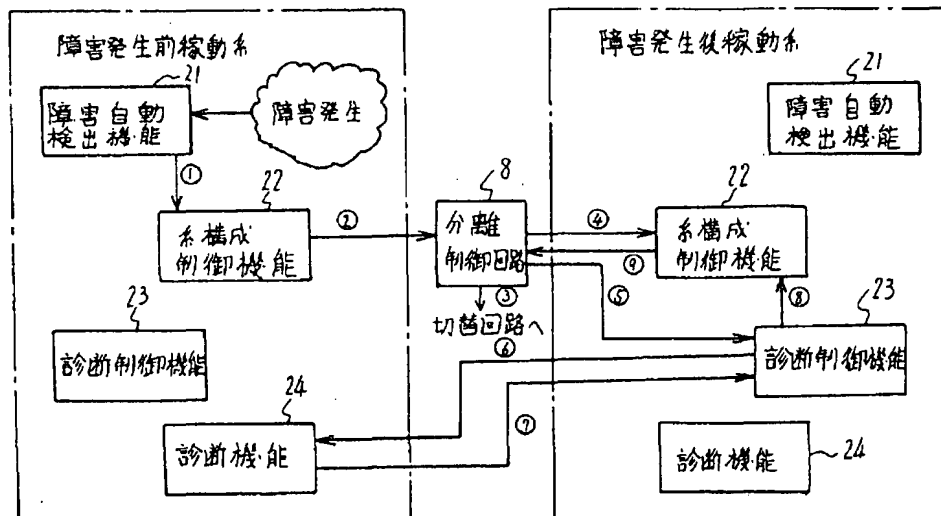 障害発生前稼動系
21
障害自動
検出機能
障害発生
①
22
系構成
制御機能
②
23
診断制御機能
24
診断機能
8
分離
制御回路
③
切替回路へ
④
⑨
⑤
⑥
⑦
障害発生後稼動系
21
障害自動
検出機能
22
系構成
制御機能
⑧
23
診断制御機能
診断機能
24